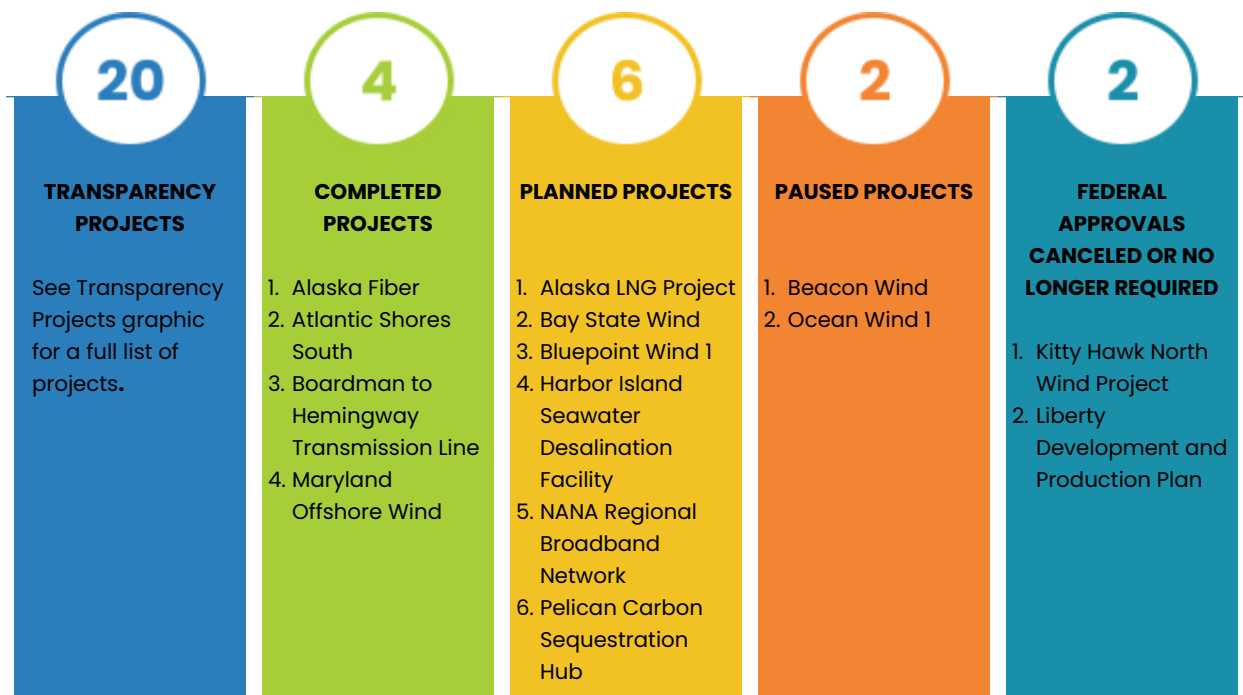 20
TRANSPARENCY
PROJECTS
See Transparency
Projects graphic
for a full list of
projects.
4
COMPLETED
PROJECTS
1. Alaska Fiber
2. Atlantic Shores
South
3. Boardman to
Hemingway
Transmission Line
4. Maryland
Offshore Wind
6
PLANNED PROJECTS
1. Alaska LNG Project
2. Bay State Wind
3. Bluepoint Wind 1
4. Harbor Island
Seawater
Desalination
Facility
5. NANA Regional
Broadband
Network
6. Pelican Carbon
Sequestration
Hub
2
PAUSED PROJECTS
1. Beacon Wind
2. Ocean Wind 1
2
FEDERAL
APPROVALS
CANCELED OR NO
LONGER REQUIRED
1. Kitty Hawk North
Wind Project
2. Liberty
Development and
Production Plan